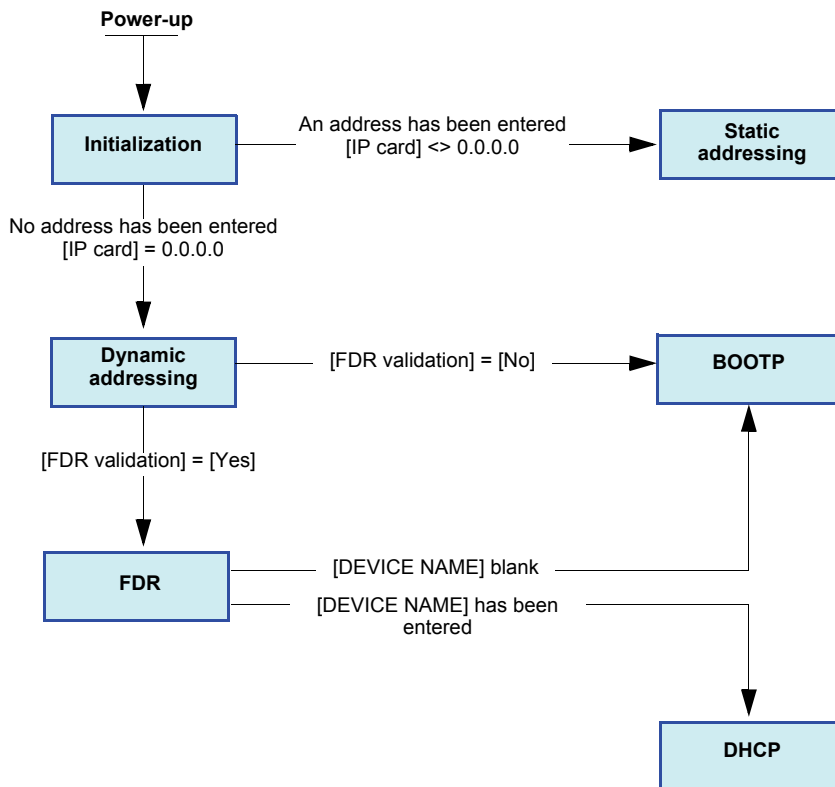 Power-up
Initialization
An address has been entered
[IP card] <> 0.0.0.0
Static
addressing
No address has been entered
[IP card] = 0.0.0.0
Dynamic
addressing
[FDR validation] = [No]
BOOTP
[FDR validation] = [Yes]
FDR
[DEVICE NAME] blank
[DEVICE NAME] has been
entered
DHCP